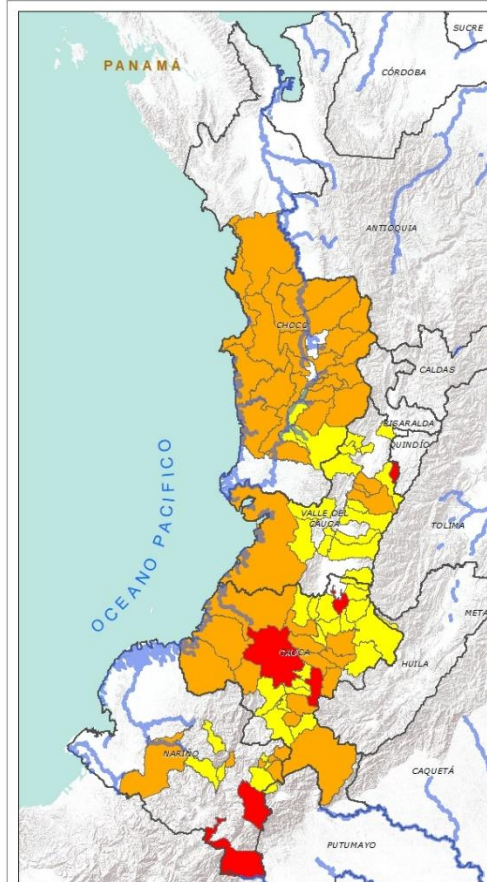 SUCRE
PANAMÁ
CÓRDOBA
ANTIOQUIA
CHOCÓ
CALDAS
RISARALDA
QUINDÍO
VALLE DEL
CAUCA
TOLIMA
OCEANO PACIFICO
META
CAUCA
HUILA
NARIÑO
CAQUETÁ
PUTUMAYO